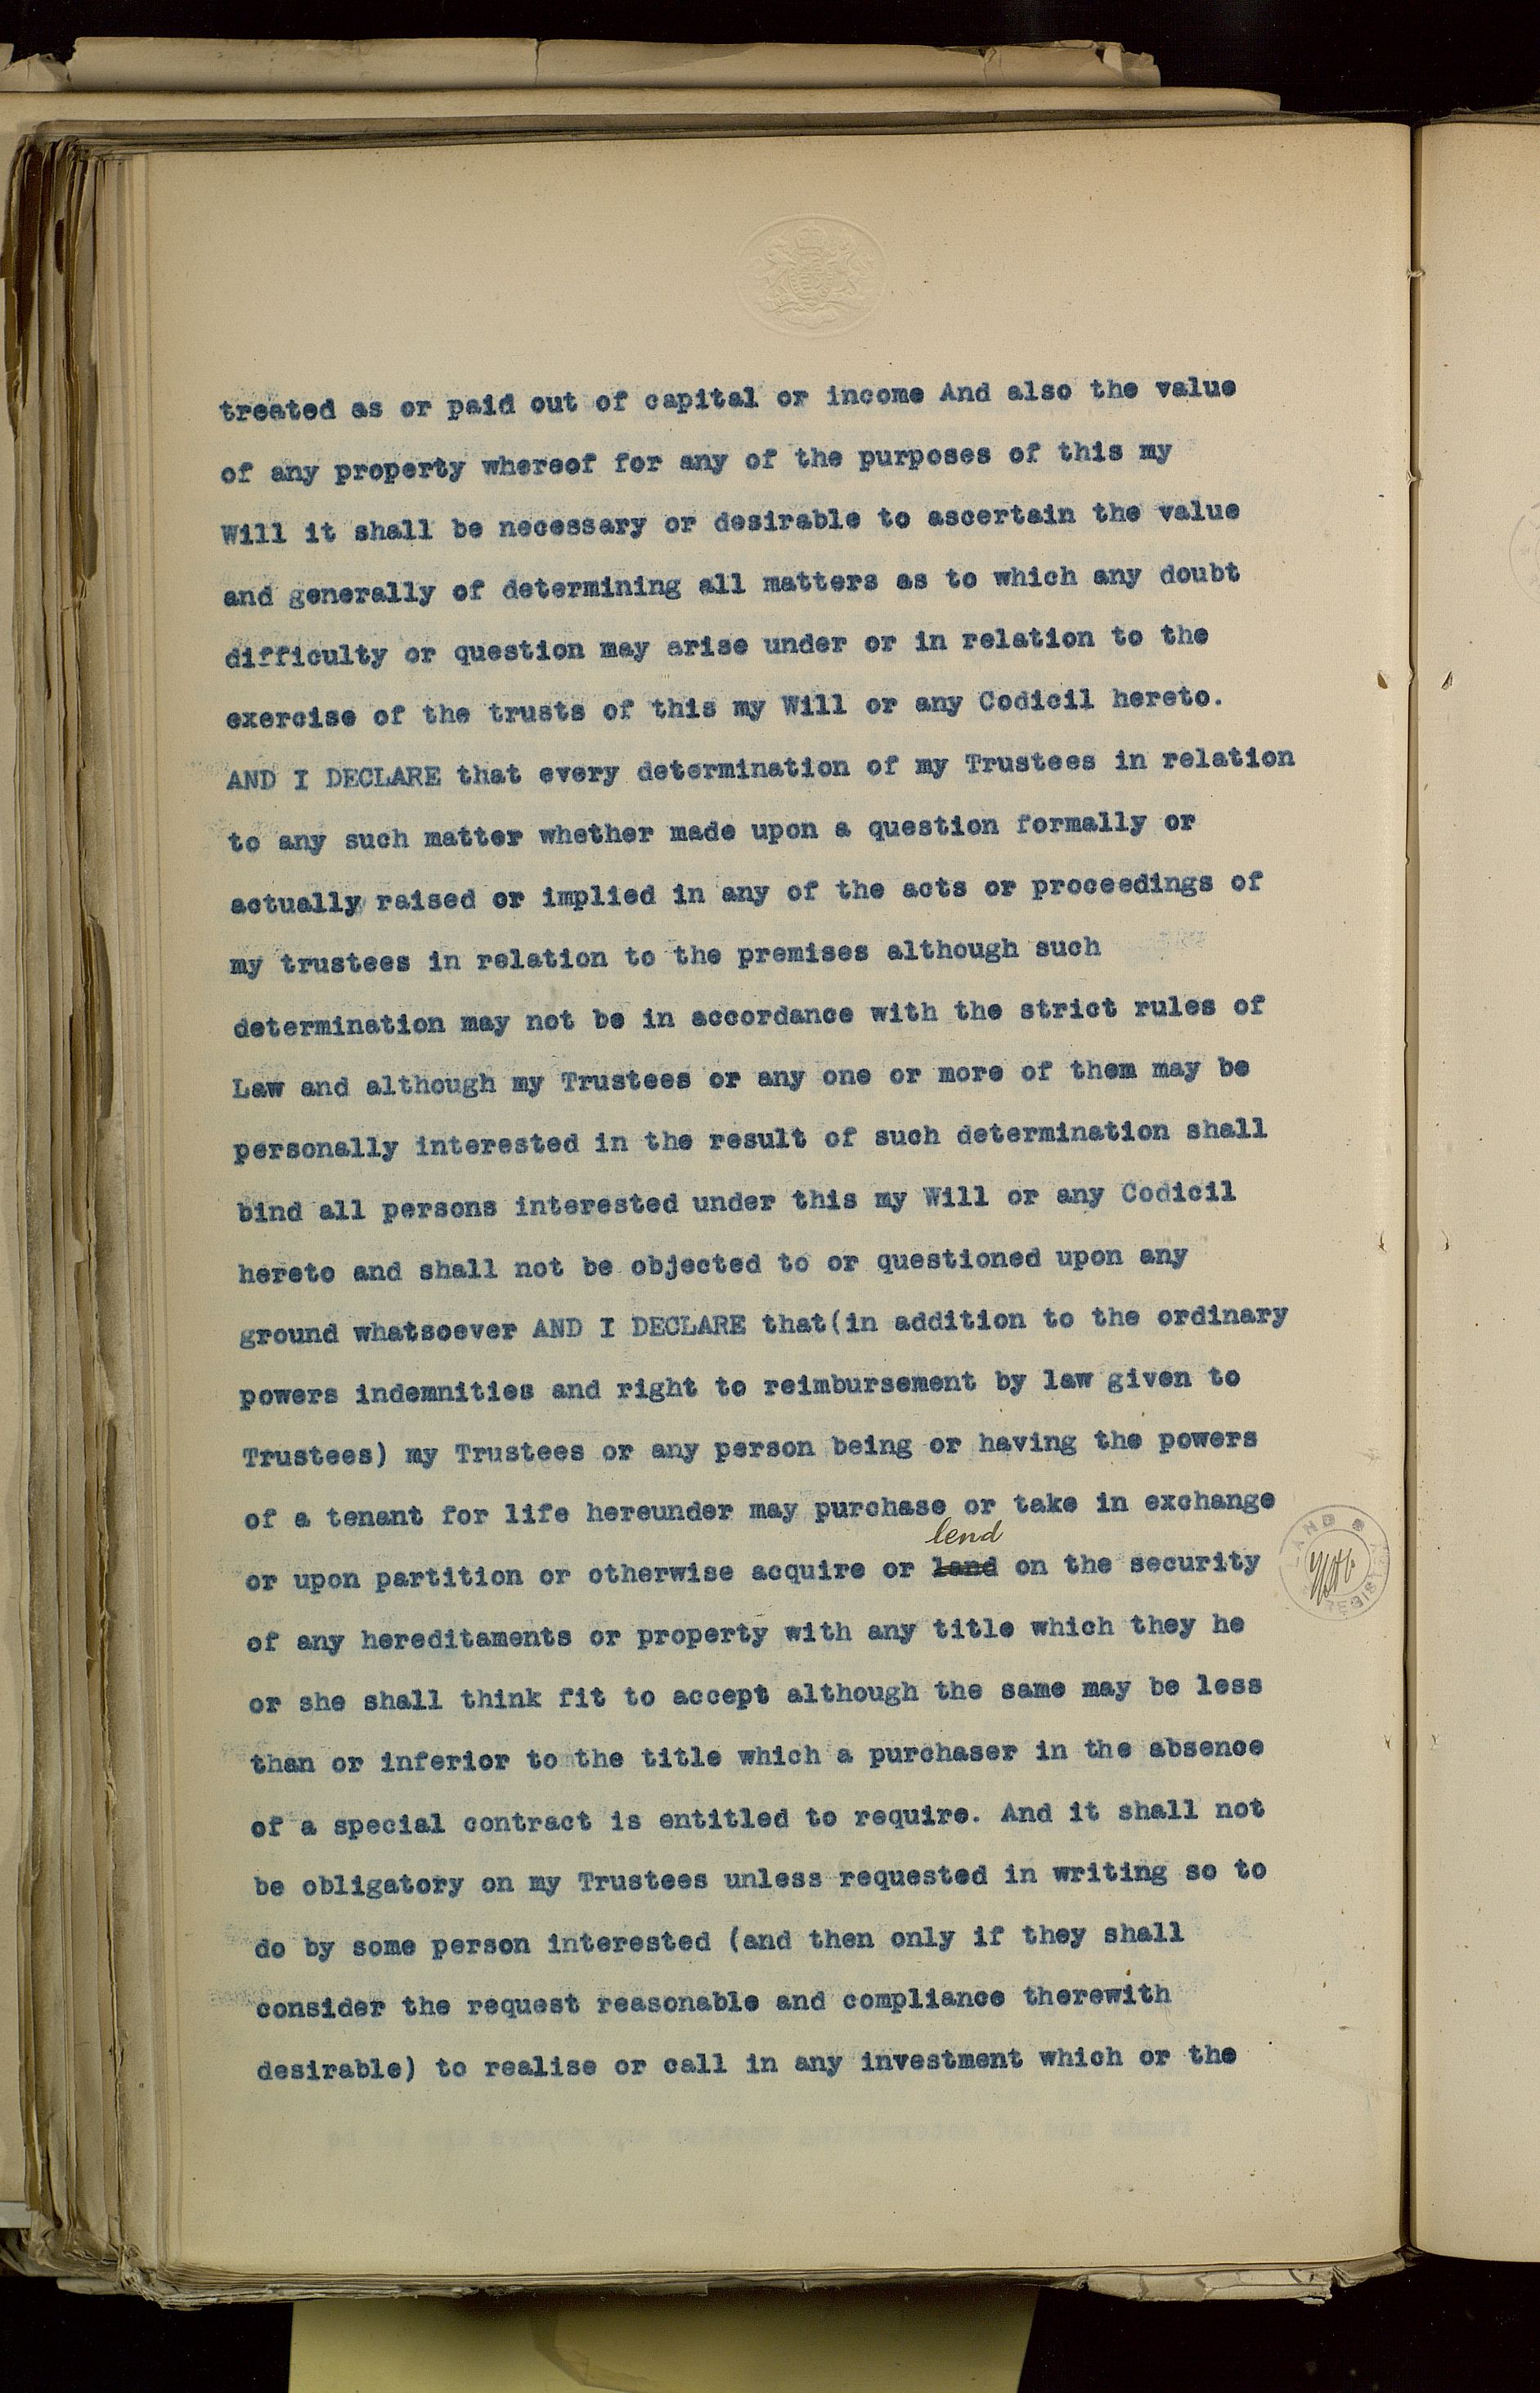 treated as or paid out of capital or income And also the value
of any property whereof for any of the purposes of this my
Will it shall be necessary or desirable to ascertain the value
and generally of determining all matters as to which any doubt
difficulty or question may arise under or in relation to the
exercise of the trusts of this my Will or any Codicil hereto.
AND I DECLARE that every determination of my Trustees in relation
to any such matter whether made upon a question formally or
actually raised or implied in any of the acts or proceedings of
my trustees in relation to the premises although such
determination may not be in accordance with the strict rules of
Law and although my Trustees or any one or more of them may be
personally interested in the result of such determination shall
bind all persons interested under this my Will or any Codicil
hereto and shall not be objected to or questioned upon any
ground whatsoever AND I DECLARE that(in addition to the ordinary
powers indemnities and right to reimbursement by law given to
Trustees) my Trustees or any person being or having the powers
of a tenant for life hereunder may purchase or take in exchange
lend
or upon partition or otherwise acquire or land on the security
of any hereditaments or property with any title which they he
or she shall think fit to accept although the same may be less
than or inferior to the title which a purchaser in the absence
of a special contract is entitled to require. And it shall not
be obligatory on my Trustees unless requested in writing so to
do by some person interested (and then only if they shall
consider the request reasonable and compliance therewith
desirable) to realise or call in any investment which or the